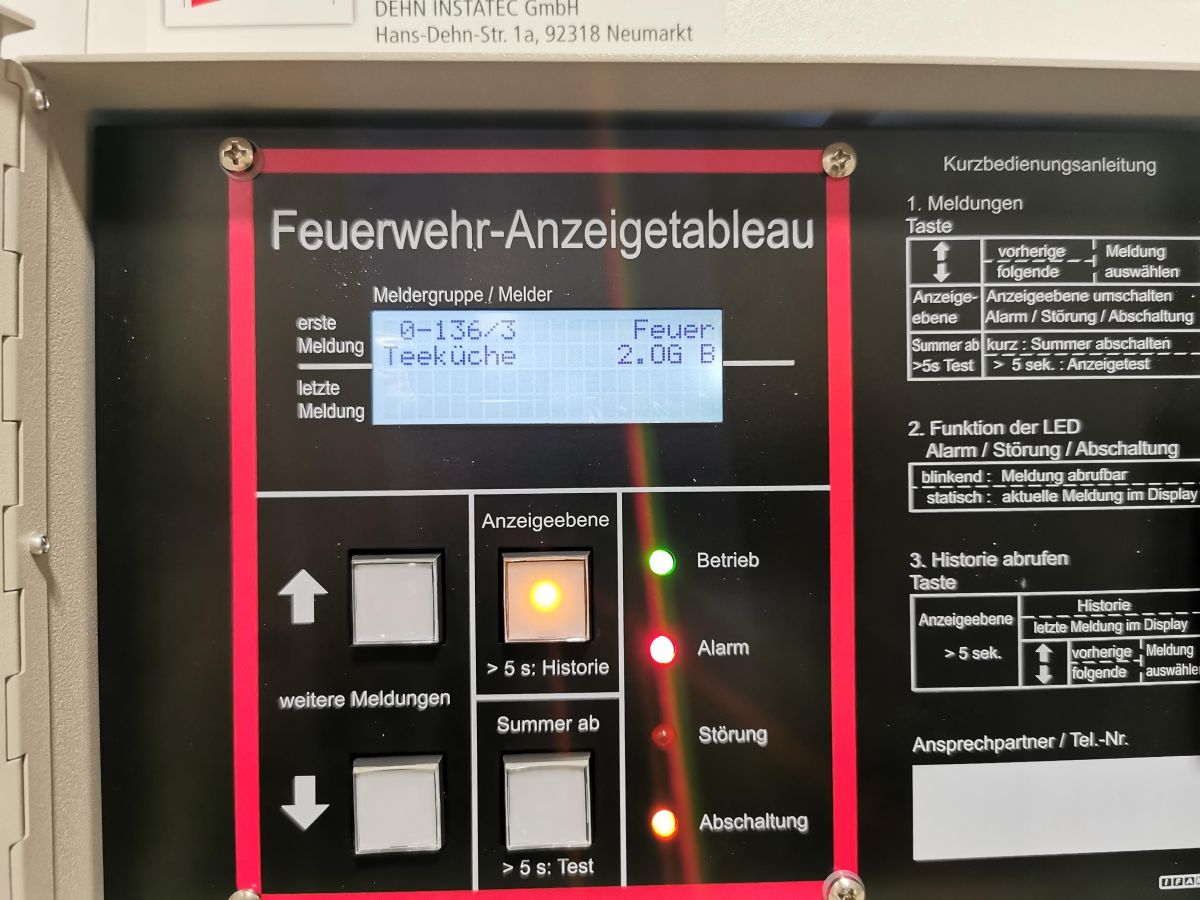 DEHN INSTATEC GmbH
Hans-Dehn-Str. 1a, 92318 Neumarkt
Feuerwehr-Anzeigetableau
Meldergruppe / Melder
erste
Meldung
0-136/3 Feuer
Teeküche 2.OG B
letzte
Meldung
Anzeigeebene
> 5 s: Historie
weitere Meldungen
Summer ab
> 5 s: Test
Betrieb
Alarm
Störung
Abschaltung
Kurzbedienungsanleitung
1. Meldungen
Taste
vorherige Meldung
folgende auswählen
Anzeige- Anzeigeebene umschalten
ebene Alarm / Störung / Abschaltung
Summer ab kurz : Summer abschalten
>5s Test > 5 sek. : Anzeigetest
2. Funktion der LED
Alarm / Störung / Abschaltung
blinkend : Meldung abrufbar
statisch : aktuelle Meldung im Display
3. Historie abrufen
Taste
Anzeigeebene
> 5 sek.
Historie
letzte Meldung im Display
vorherige Meldung
folgende auswähle
Ansprechpartner / Tel.-Nr.